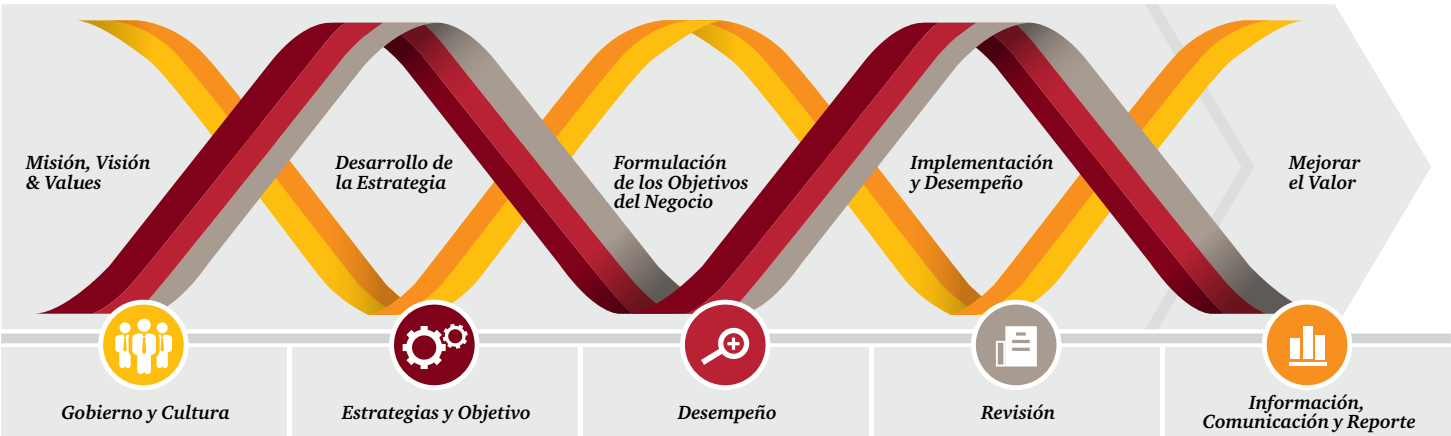 Misión, Visión
& Values
Desarrollo de
la Estrategia
Formulación
de los Objetivos
del Negocio
Implementación
y Desempeño
Mejorar
el Valor
Gobierno y Cultura
Estrategias y Objetivo
Desempeño
Revisión
Información,
Comunicación y Reporte